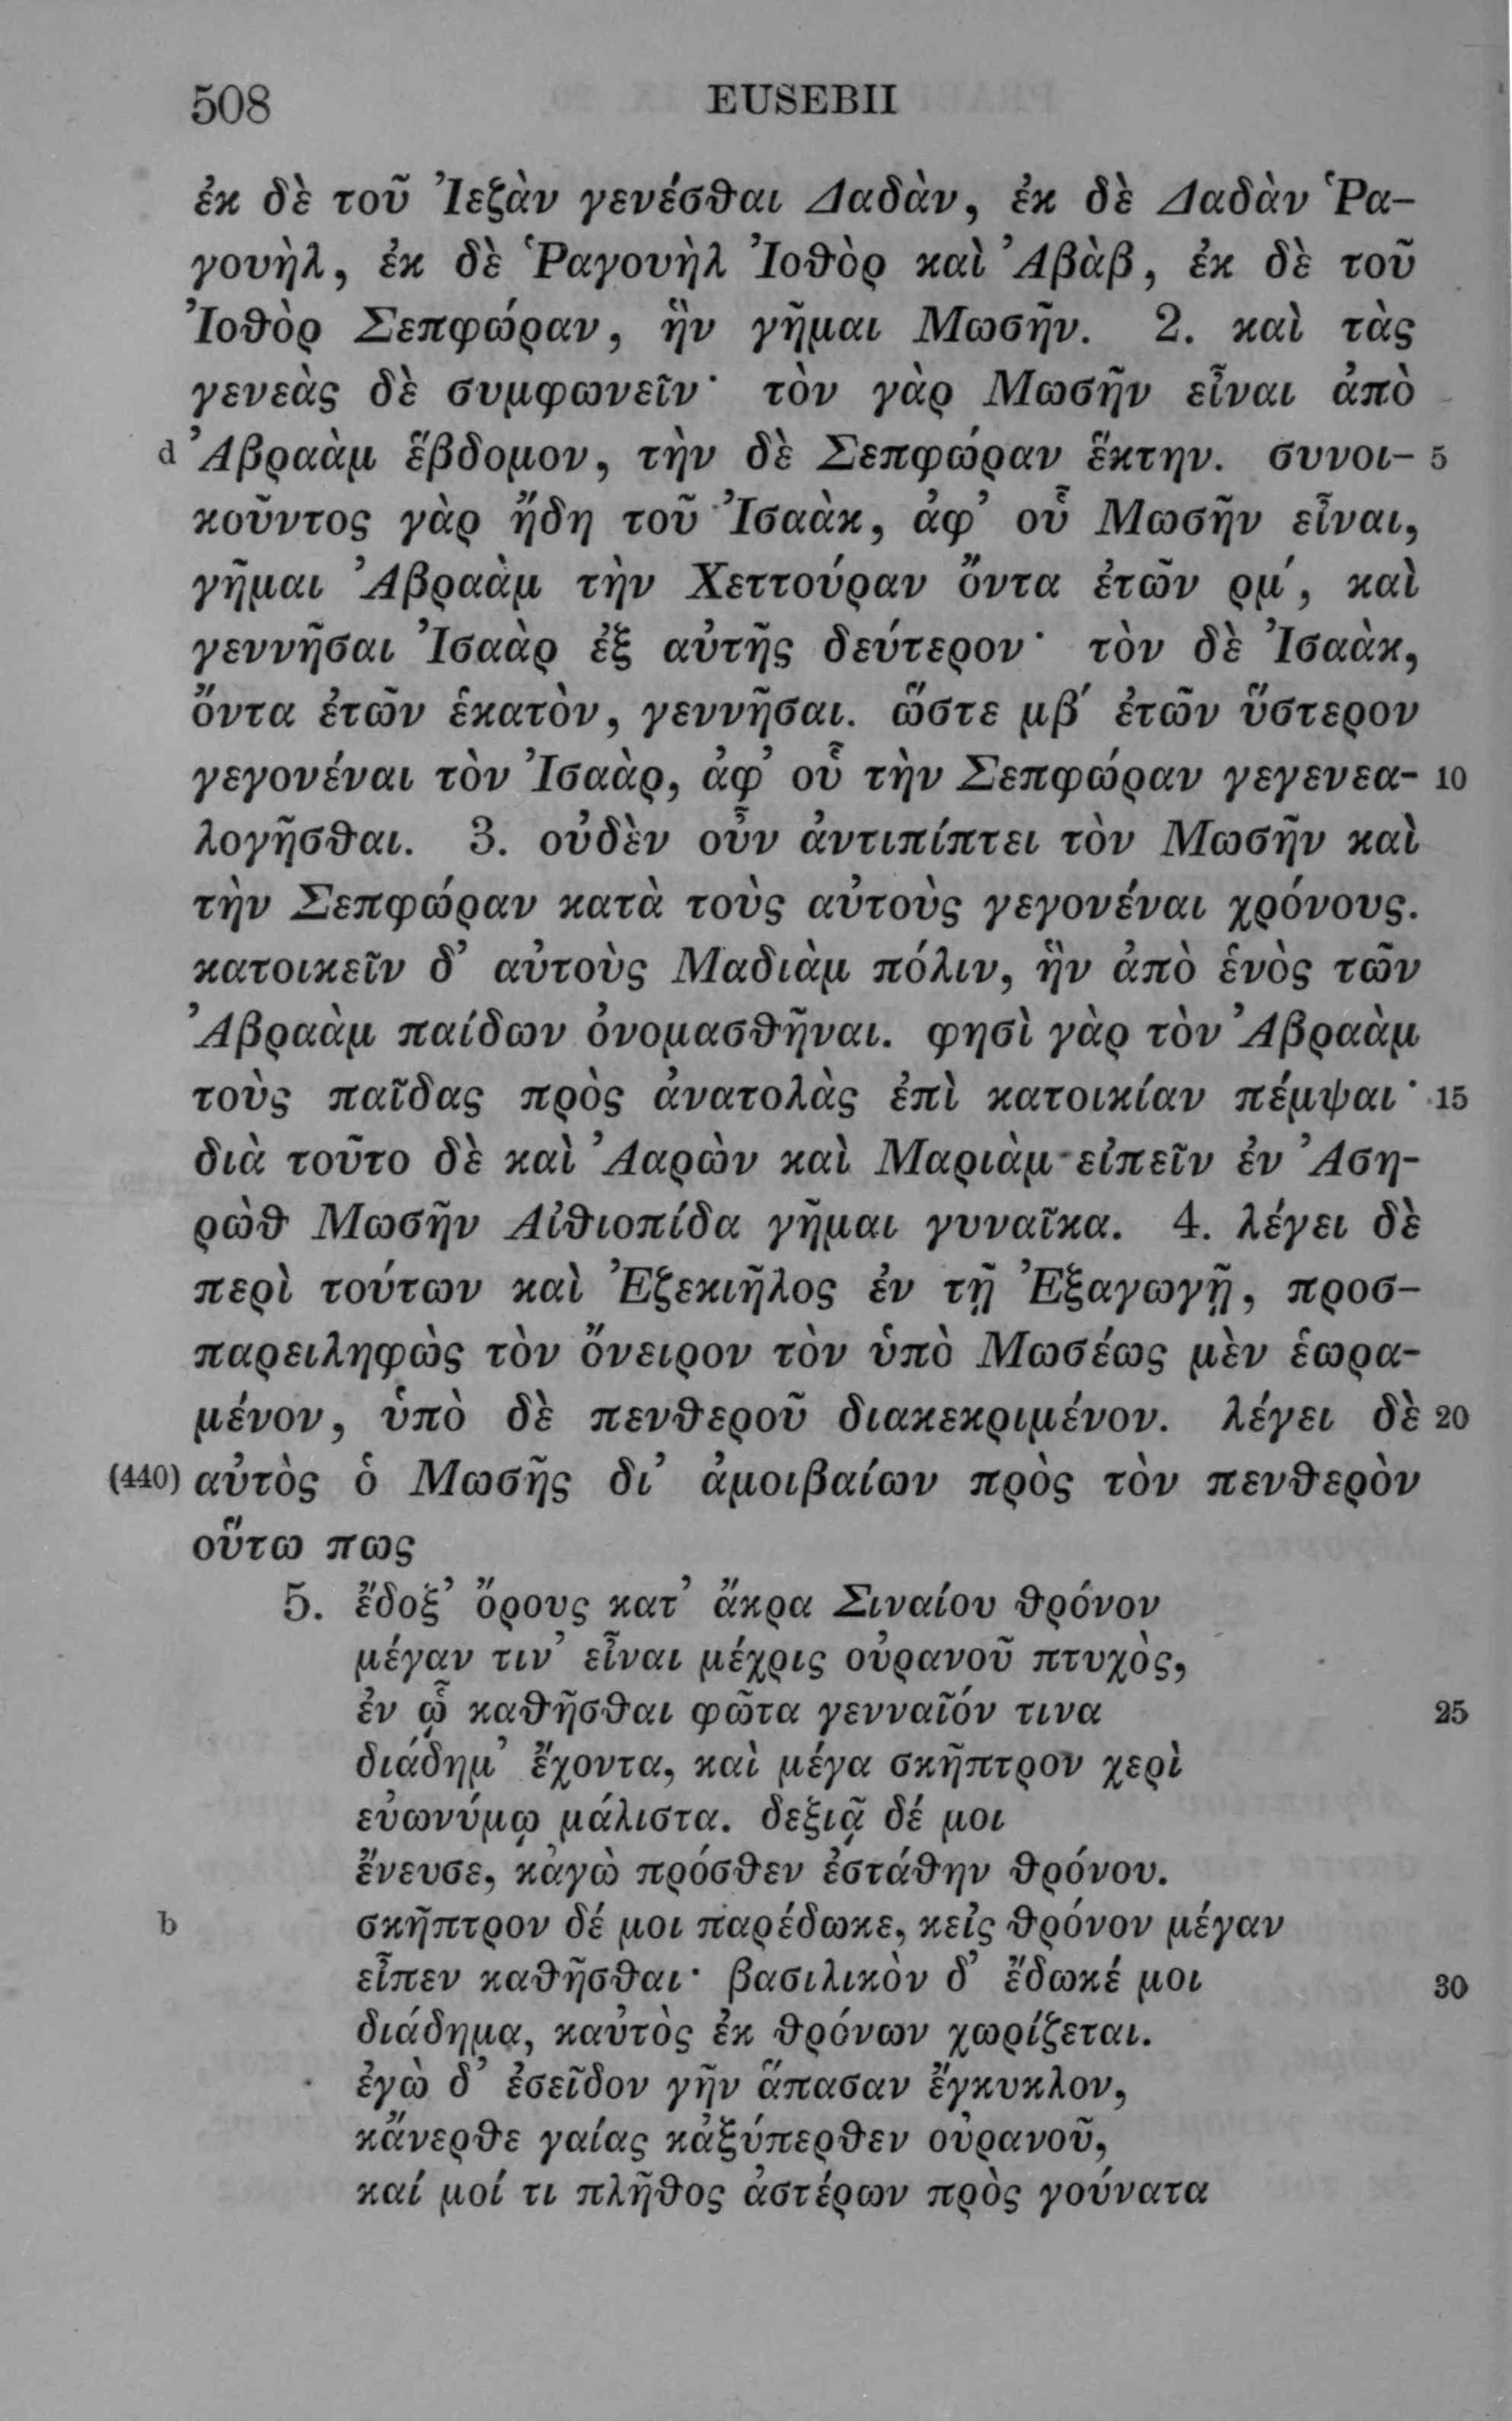 508 EUSEBII
ἐκ δὲ τοῦ Ἰεξὰν γενέσθαι Δαδὰν, ἐκ δὲ Δαδὰν Ῥα-
γουὴλ, ἐκ δὲ Ῥαγουὴλ Ἰοθὸρ καὶ Ἀβὰβ, ἐκ δὲ τοῦ
Ἰοθὸρ Σεπφώραν, ἣν γῆμαι Μωσῆν. 2. καὶ τὰς
γενεὰς δὲ συμφωνεῖν· τὸν γὰρ Μωσῆν εἶναι ἀπὸ
d Ἀβραὰμ ἕβδομον, τὴν δὲ Σεπφώραν ἕκτην. συνοι- 5
κοῦντος γὰρ ἤδη τοῦ Ἰσαὰκ, ἀφ’ οὗ Μωσῆν εἶναι,
γῆμαι Ἀβραὰμ τὴν Χεττούραν ὄντα ἐτῶν ρμ΄, καὶ
γεννῆσαι Ἰσαὰρ ἐξ αὐτῆς δεύτερον· τὸν δὲ Ἰσαὰκ,
ὄντα ἐτῶν ἑκατὸν, γεννῆσαι. ὥστε μβ΄ ἐτῶν ὕστερον
γεγονέναι τὸν Ἰσαὰρ, ἀφ’ οὗ τὴν Σεπφώραν γεγενεα- 10
λογῆσθαι. 3. οὐδὲν οὖν ἀντιπίπτει τὸν Μωσῆν καὶ
τὴν Σεπφώραν κατὰ τοὺς αὐτοὺς γεγονέναι χρόνους.
κατοικεῖν δ’ αὐτοὺς Μαδιὰμ πόλιν, ἣν ἀπὸ ἑνὸς τῶν
Ἀβραὰμ παίδων ὀνομασθῆναι. φησὶ γὰρ τὸν Ἀβραὰμ
τοὺς παῖδας πρὸς ἀνατολὰς ἐπὶ κατοικίαν πέμψαι· 15
διὰ τοῦτο δὲ καὶ Ἀαρὼν καὶ Μαριὰμ εἰπεῖν ἐν Ἀση-
ρὼθ Μωσῆν Αἰθιοπίδα γῆμαι γυναῖκα. 4. λέγει δὲ
περὶ τούτων καὶ Ἐξεκιῆλος ἐν τῇ Ἐξαγωγῇ, προσ-
παρειληφὼς τὸν ὄνειρον τὸν ὑπὸ Μωσέως μὲν ἑωρα-
μένον, ὑπὸ δὲ πενθεροῦ διακεκριμένον. λέγει δὲ 20
(440) αὐτὸς ὁ Μωσῆς δι’ ἀμοιβαίων πρὸς τὸν πενθερὸν
οὕτω πως
5. ἔδοξ’ ὄρους κατ’ ἄκρα Σιναίου θρόνον
μέγαν τιν’ εἶναι μέχρις οὐρανοῦ πτυχὸς,
ἐν ᾧ καθῆσθαι φῶτα γενναῖόν τινα 25
διάδημ’ ἔχοντα, καὶ μέγα σκῆπτρον χερὶ
εὐωνύμῳ μάλιστα. δεξιᾷ δέ μοι
ἔνευσε, κἀγὼ πρόσθεν ἐστάθην θρόνου.
b σκῆπτρον δέ μοι παρέδωκε, κεἰς θρόνον μέγαν
εἶπεν καθῆσθαι· βασιλικὸν δ’ ἔδωκέ μοι 30
διάδημα, καὐτὸς ἐκ θρόνων χωρίζεται.
ἐγὼ δ’ ἐσεῖδον γῆν ἅπασαν ἔγκυκλον,
κἄνερθε γαίας κἀξύπερθεν οὐρανοῦ,
καί μοί τι πλῆθος ἀστέρων πρὸς γούνατα